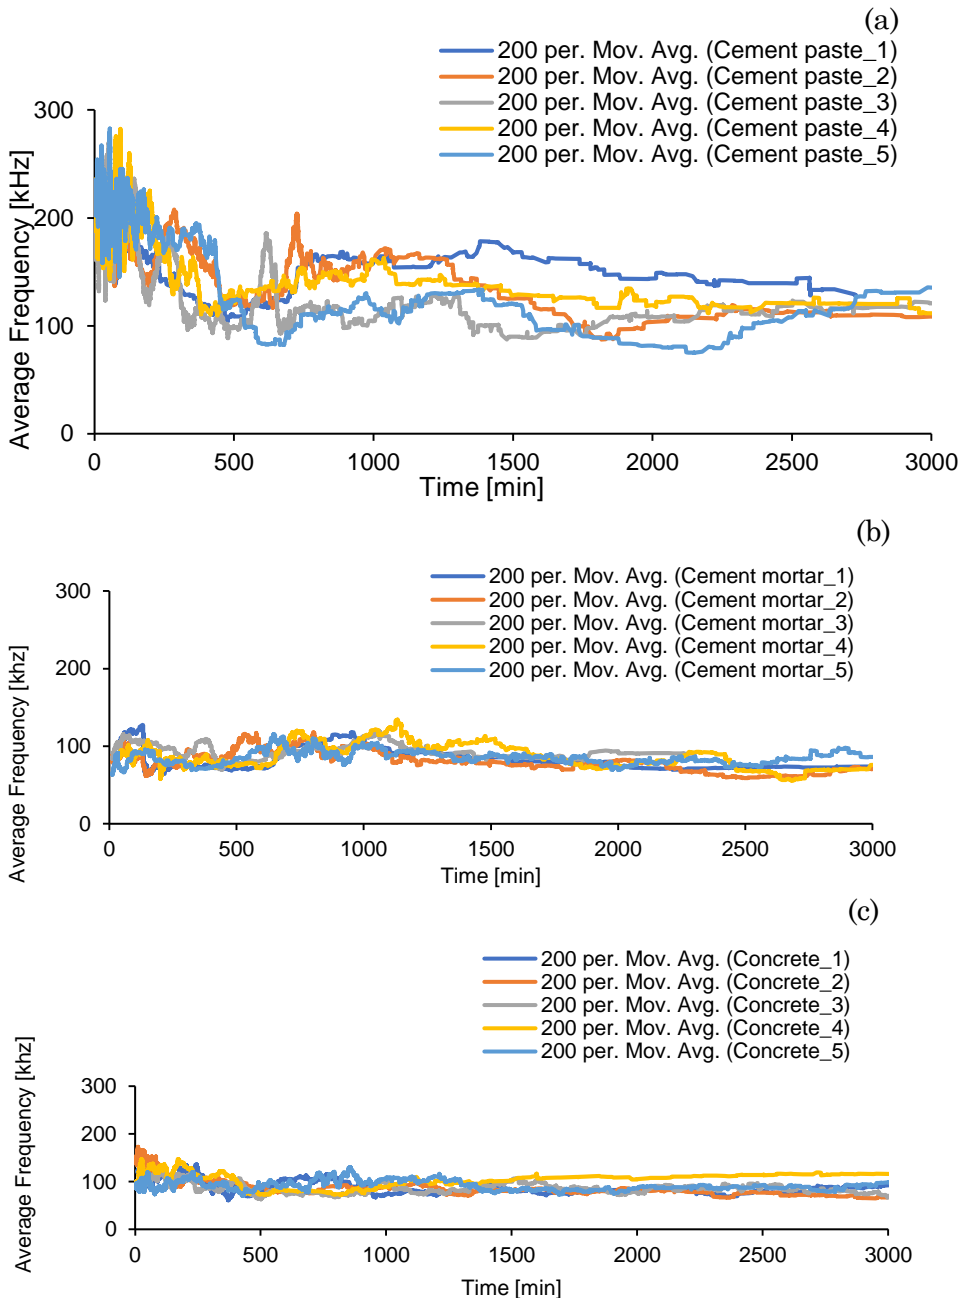 (a)
200 per. Mov. Avg. (Cement paste_1)
200 per. Mov. Avg. (Cement paste_2)
200 per. Mov. Avg. (Cement paste_3)
200 per. Mov. Avg. (Cement paste_4)
200 per. Mov. Avg. (Cement paste_5)
Average Frequency [kHz]
300
200
100
0
0 500 1000 1500 2000 2500 3000
Time [min]
(b)
200 per. Mov. Avg. (Cement mortar_1)
200 per. Mov. Avg. (Cement mortar_2)
200 per. Mov. Avg. (Cement mortar_3)
200 per. Mov. Avg. (Cement mortar_4)
200 per. Mov. Avg. (Cement mortar_5)
Average Frequency [khz]
300
200
100
0
0 500 1000 1500 2000 2500 3000
Time [min]
(c)
200 per. Mov. Avg. (Concrete_1)
200 per. Mov. Avg. (Concrete_2)
200 per. Mov. Avg. (Concrete_3)
200 per. Mov. Avg. (Concrete_4)
200 per. Mov. Avg. (Concrete_5)
Average Frequency [khz]
300
200
100
0
0 500 1000 1500 2000 2500 3000
Time [min]